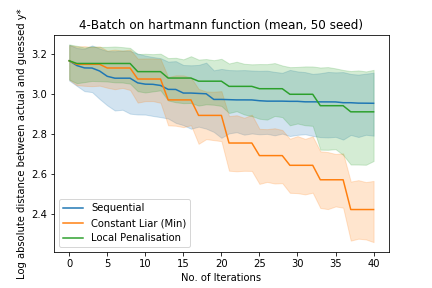 4-Batch on hartmann function (mean, 50 seed)
Log absolute distance between actual and guessed y*
3.2
3.0
2.8
2.6
2.4
Sequential
Constant Liar (Min)
Local Penalisation
0 5 10 15 20 25 30 35 40
No. of Iterations